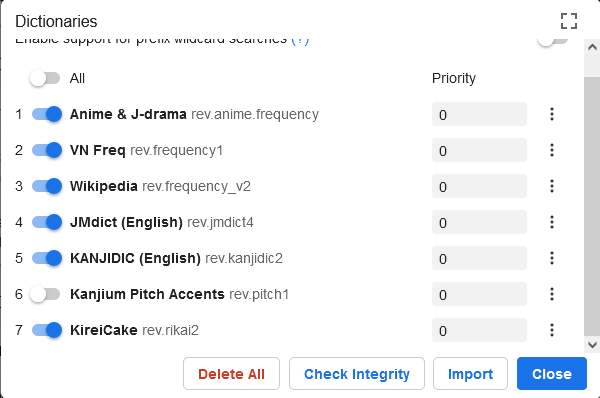 Dictionaries
Enable support for prefix wildcard searches (?)
All Priority
1 Anime & J-drama rev.anime.frequency 0
2 VN Freq rev.frequency1 0
3 Wikipedia rev.frequency_v2 0
4 JMdict (English) rev.jmdict4 0
5 KANJIDIC (English) rev.kanjidic2 0
6 Kanjium Pitch Accents rev.pitch1 0
7 KireiCake rev.rikai2 0
Delete All Check Integrity Import Close